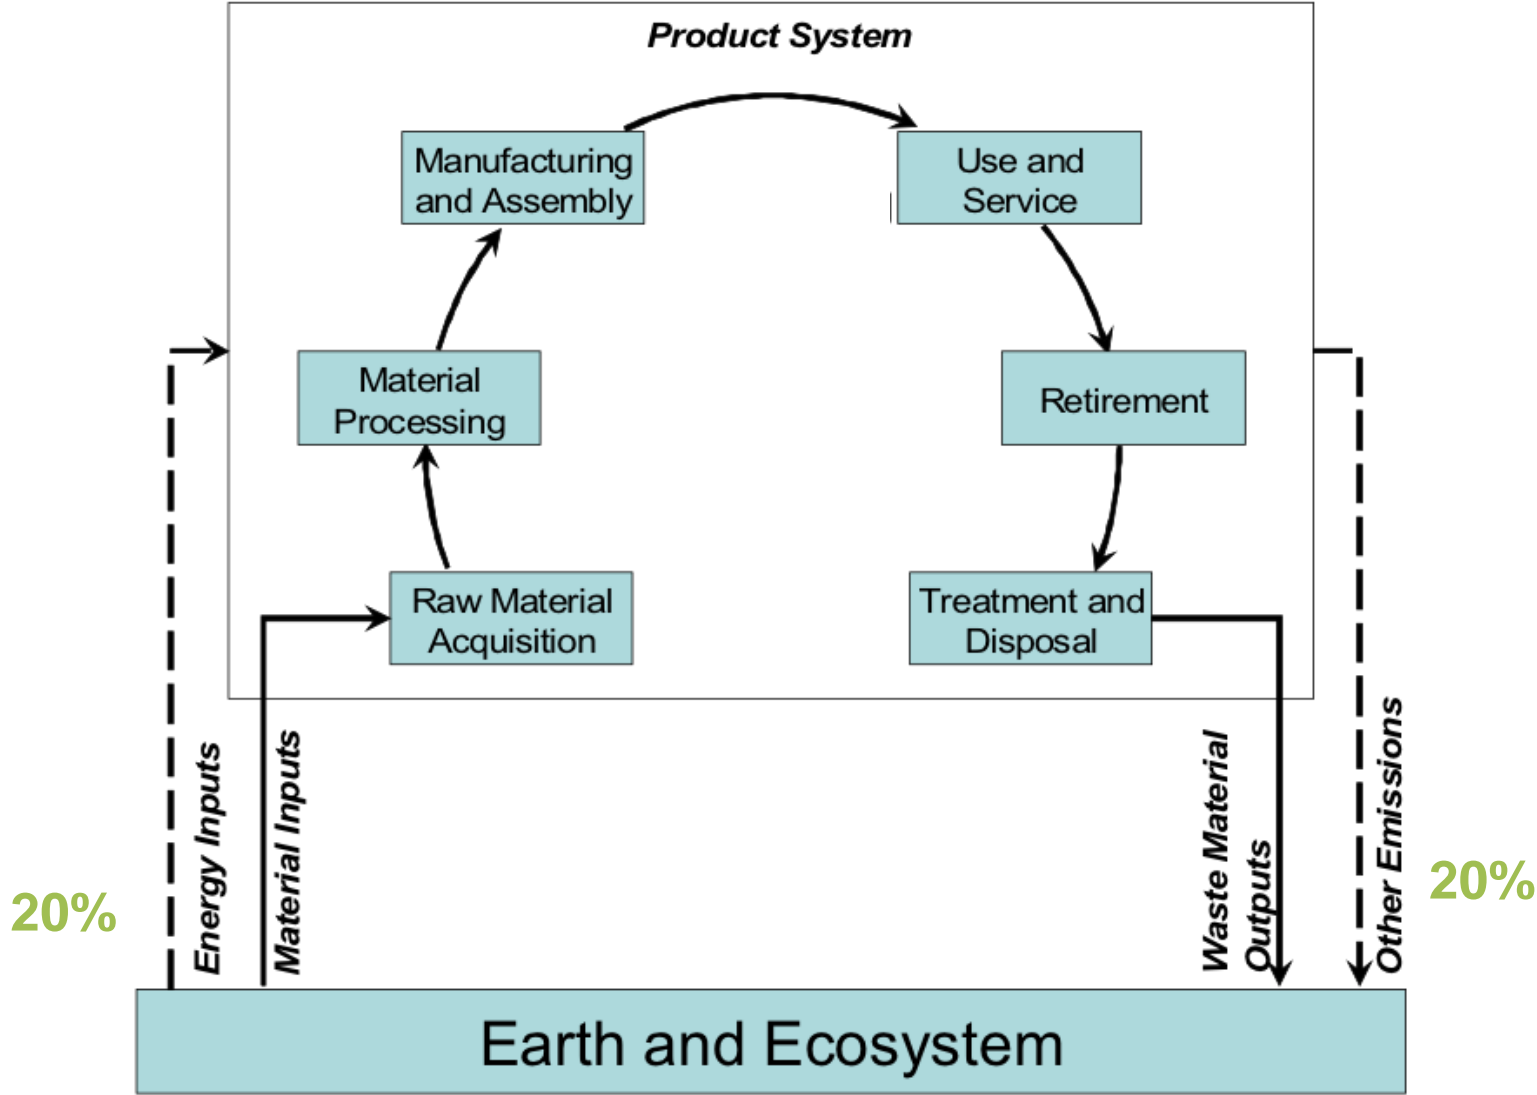 Product System
Manufacturing
and Assembly
Use and
Service
Material
Processing
Retirement
Raw Material
Acquisition
Treatment and
Disposal
Energy Inputs
Material Inputs
Waste Material
Outputs
Other Emissions
20%
20%
Earth and Ecosystem